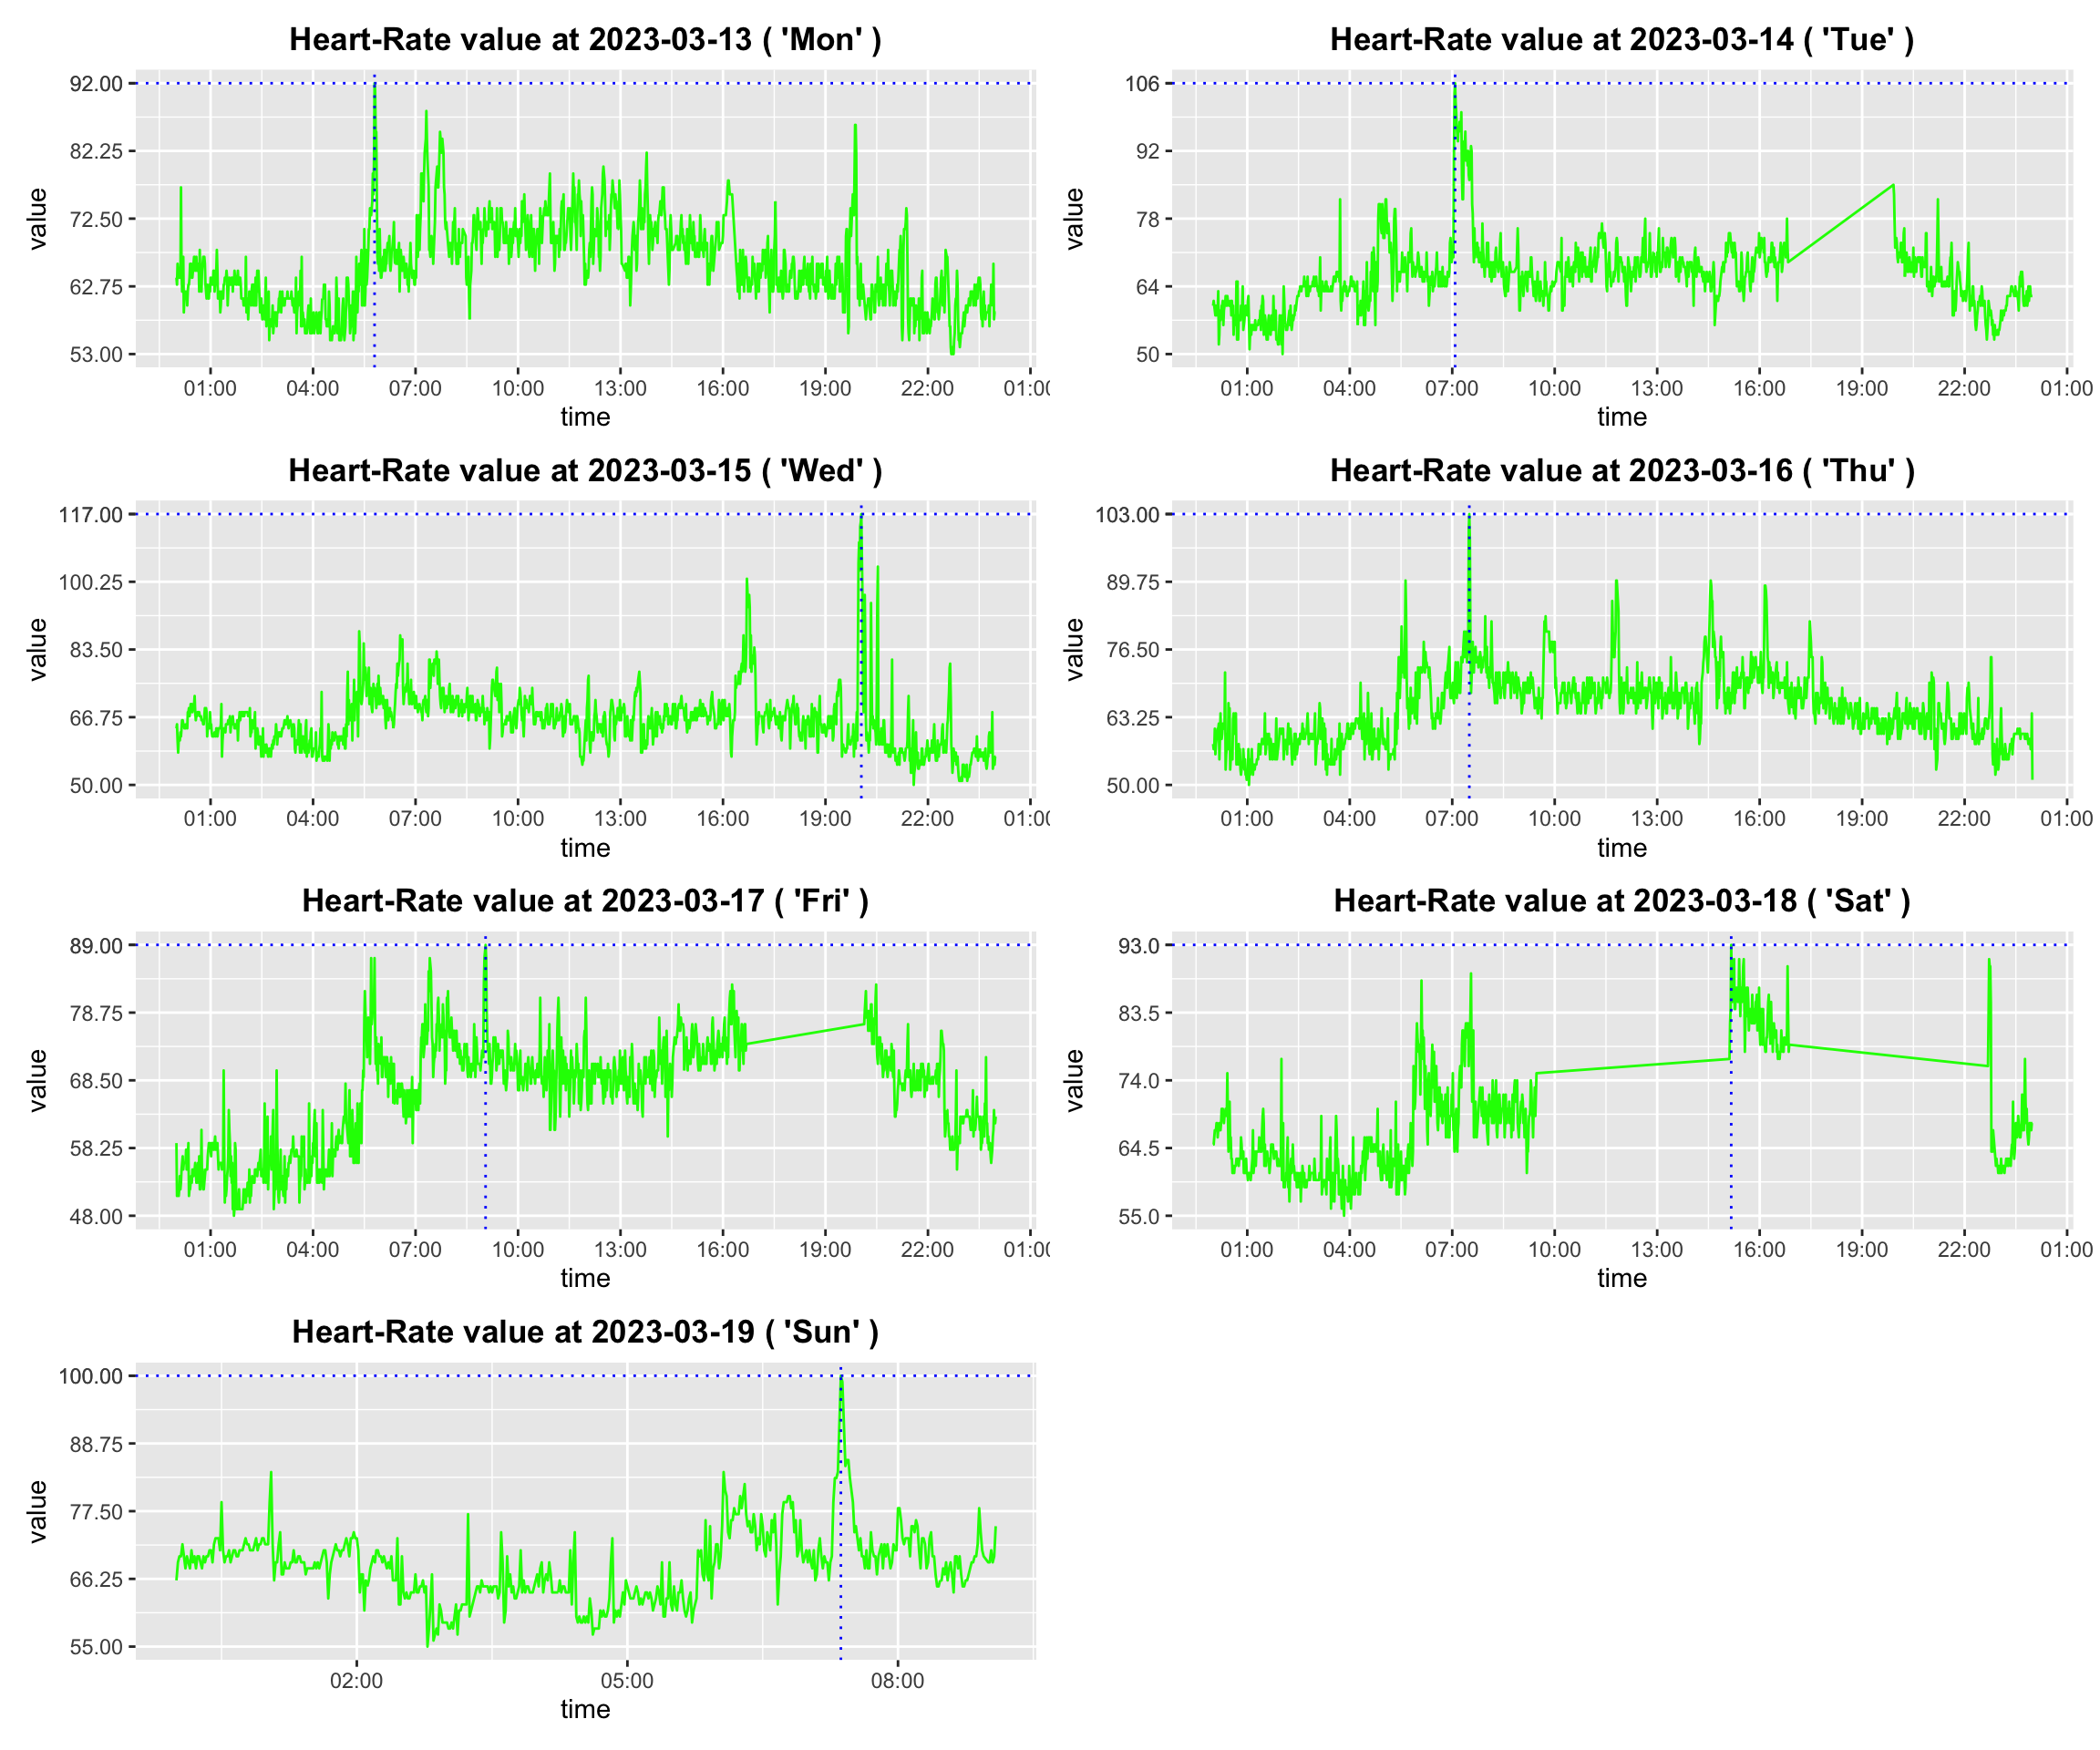 Heart-Rate value at 2023-03-13 ( 'Mon' )
92.00
82.25
72.50
62.75
53.00
value
01:00 04:00 07:00 10:00 13:00 16:00 19:00 22:00 01:00
time
Heart-Rate value at 2023-03-14 ( 'Tue' )
106
92
78
64
50
value
01:00 04:00 07:00 10:00 13:00 16:00 19:00 22:00 01:00
time
Heart-Rate value at 2023-03-15 ( 'Wed' )
117.00
100.25
83.50
66.75
50.00
value
01:00 04:00 07:00 10:00 13:00 16:00 19:00 22:00 01:00
time
Heart-Rate value at 2023-03-16 ( 'Thu' )
103.00
89.75
76.50
63.25
50.00
value
01:00 04:00 07:00 10:00 13:00 16:00 19:00 22:00 01:00
time
Heart-Rate value at 2023-03-17 ( 'Fri' )
89.00
78.75
68.50
58.25
48.00
value
01:00 04:00 07:00 10:00 13:00 16:00 19:00 22:00 01:00
time
Heart-Rate value at 2023-03-18 ( 'Sat' )
93.0
83.5
74.0
64.5
55.0
value
01:00 04:00 07:00 10:00 13:00 16:00 19:00 22:00 01:00
time
Heart-Rate value at 2023-03-19 ( 'Sun' )
100.00
88.75
77.50
66.25
55.00
value
02:00 05:00 08:00
time